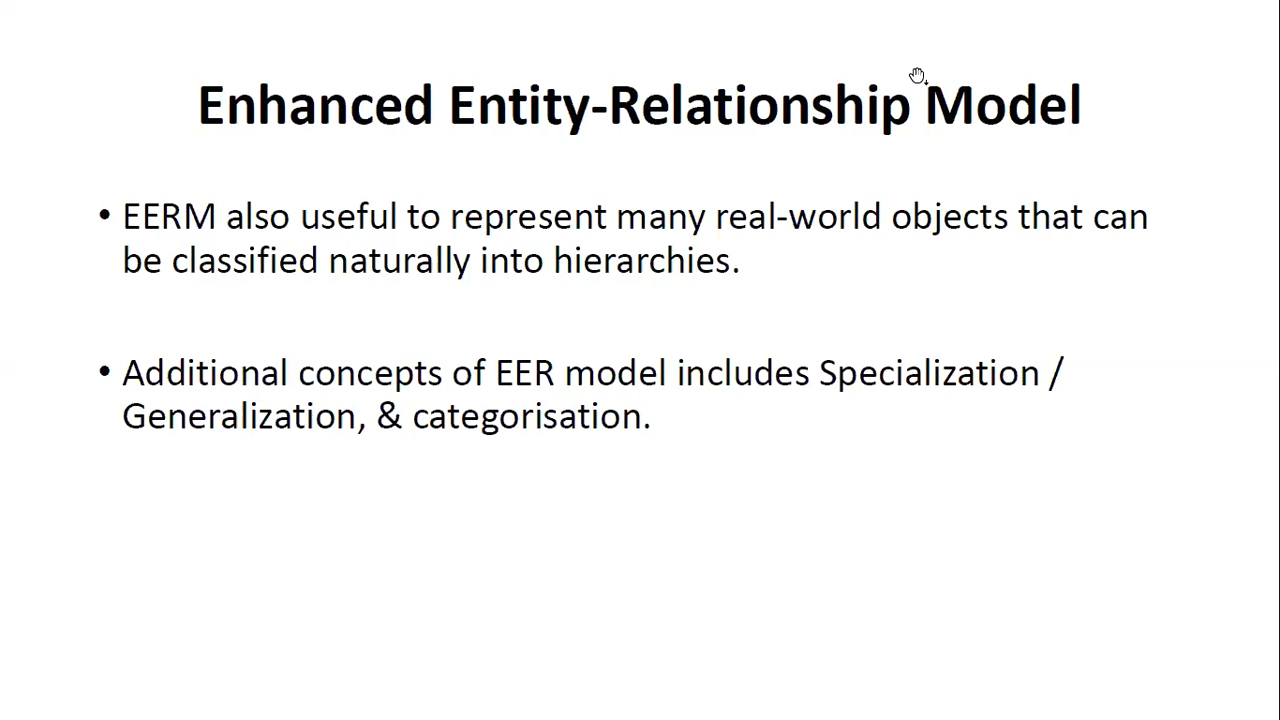 Enhanced Entity-Relationship Model
• EERM also useful to represent many real-world objects that can
be classified naturally into hierarchies.
• Additional concepts of EER model includes Specialization /
Generalization, & categorisation.